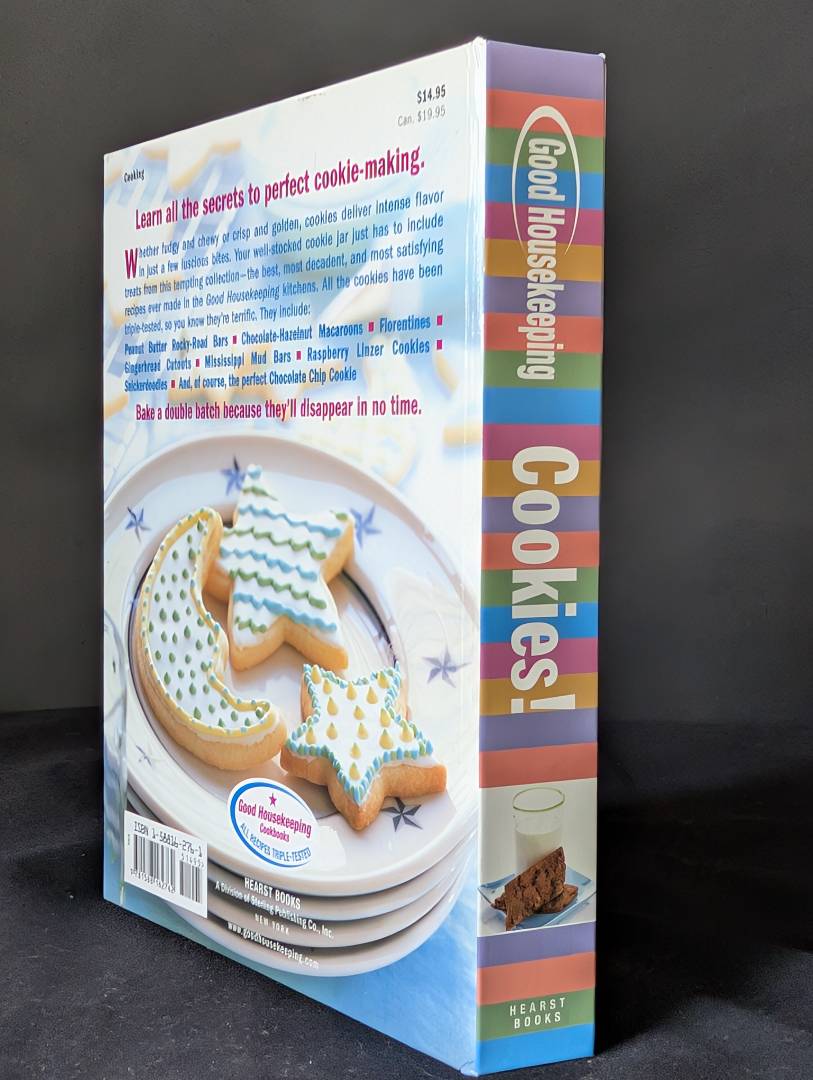 $14.95
Can. $19.95
Cooking
Learn all the secrets to perfect cookie-making.
Whether fudgy and chewy or crisp and golden, cookies deliver intense flavor
in just a few luscious bites. Your well-stocked cookie jar just has to include
treats from this tempting collection—the best, most decadent, and most satisfying
recipes ever made in the Good Housekeeping kitchens. All the cookies have been
triple-tested, so you know they're terrific. They include:
Peanut Butter Rocky-Road Bars ■ Chocolate-Hazelnut Macaroons ■ Florentines ■
Gingerbread Cutouts ■ Mississippi Mud Bars ■ Raspberry Linzer Cookies ■
Snickerdoodles ■ And, of course, the perfect Chocolate Chip Cookie
Bake a double batch because they'll disappear in no time.
Good Housekeeping
Cookbooks
ALL RECIPES TRIPLE-TESTED
ISBN 1-58816-276-1
51495
9781588162762
HEARST BOOKS
A Division of Sterling Publishing Co., Inc.
NEW YORK
www.goodhousekeeping.com
Good Housekeeping
Cookies!
HEARST
BOOKS